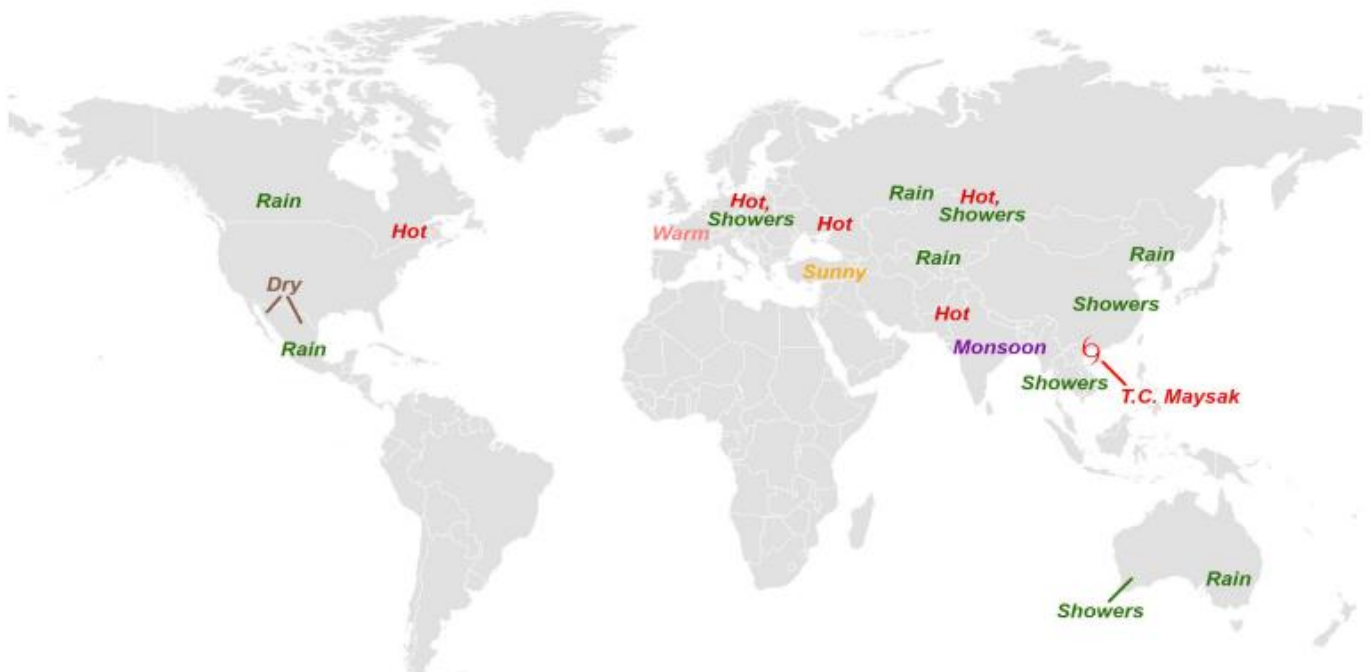 Rain
Hot
Dry
Rain
Hot,
Showers
Warm
Hot
Sunny
Rain
Hot,
Showers
Rain
Rain
Showers
Hot
Monsoon
Showers
T.C. Maysak
Rain
Showers